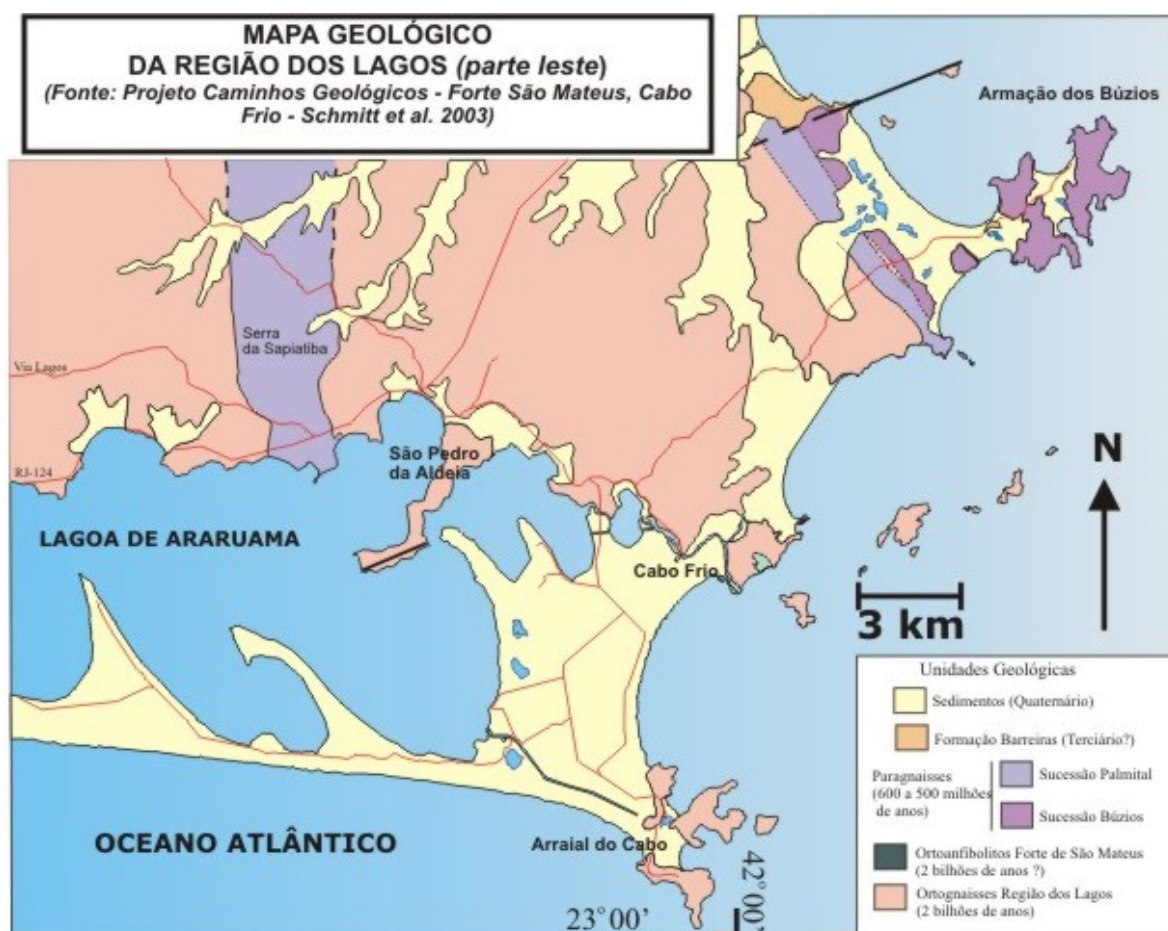 MAPA GEOLÓGICO
DA REGIÃO DOS LAGOS (parte leste)
(Fonte: Projeto Caminhos Geológicos - Forte São Mateus, Cabo
Frio - Schmitt et al. 2003)
Armação dos Búzios
Serra
da Sapiatiba
Via Lagos
São Pedro
da Aldeia
RJ-124
LAGOA DE ARARUAMA
Cabo Frio
N
3 km
OCEANO ATLÂNTICO
Arraial do Cabo
42°00'
23°00'
Unidades Geológicas
Sedimentos (Quaternário)
Formação Barreiras (Terciário?)
Paragnaisses
(600 a 500 milhões
de anos)
Sucessão Palmital
Sucessão Búzios
Ortoanfibolitos Forte de São Mateus
(2 bilhões de anos ?)
Ortognaisses Região dos Lagos
(2 bilhões de anos)